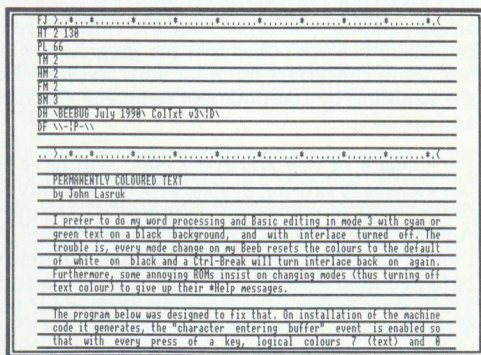 FJ >..*.......*.......*.......*.......*.......*.......*.......*.......*.<
HT 2 130
PL 66
TM 2
HM 2
FM 2
BM 3
DH \BEEBUG July 1990\ ColTxt v3\|D\
DF \\-|P-\\
.. >..*.......*.......*.......*.......*.......*.......*.......*.......*.<
PERMANENTLY COLOURED TEXT
by John Lasruk
I prefer to do my word processing and Basic editing in mode 3 with cyan or
green text on a black background, and with interlace turned off. The
trouble is, every mode change on my Beeb resets the colours to the default
of white on black and a Ctrl-Break will turn interlace back on again.
Furthermore, some annoying ROMs insist on changing modes (thus turning off
text colour) to give up their *Help messages.
The program below was designed to fix that. On installation of the machine
code it generates, the "character entering buffer" event is enabled so
that with every press of a key, logical colours 7 (text) and 0